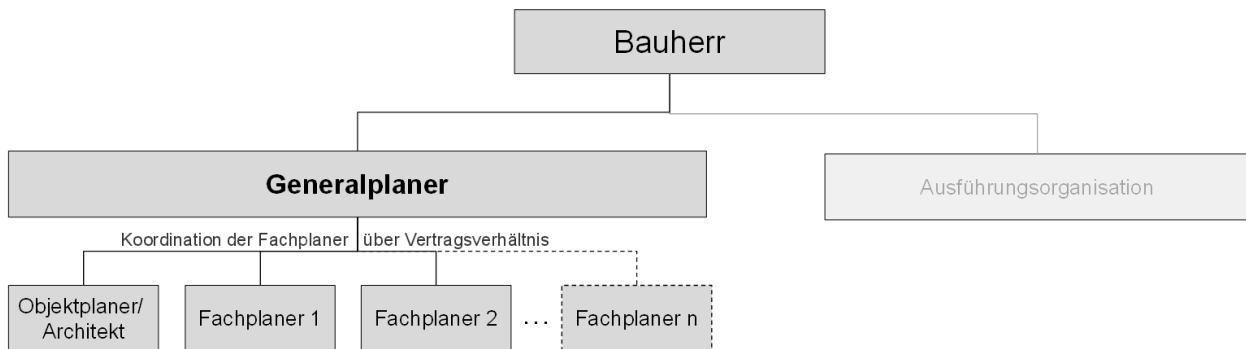 Bauherr
Generalplaner
Ausführungsorganisation
Koordination der Fachplaner über Vertragsverhältnis
Objektplaner/
Architekt
Fachplaner 1
Fachplaner 2
...
Fachplaner n